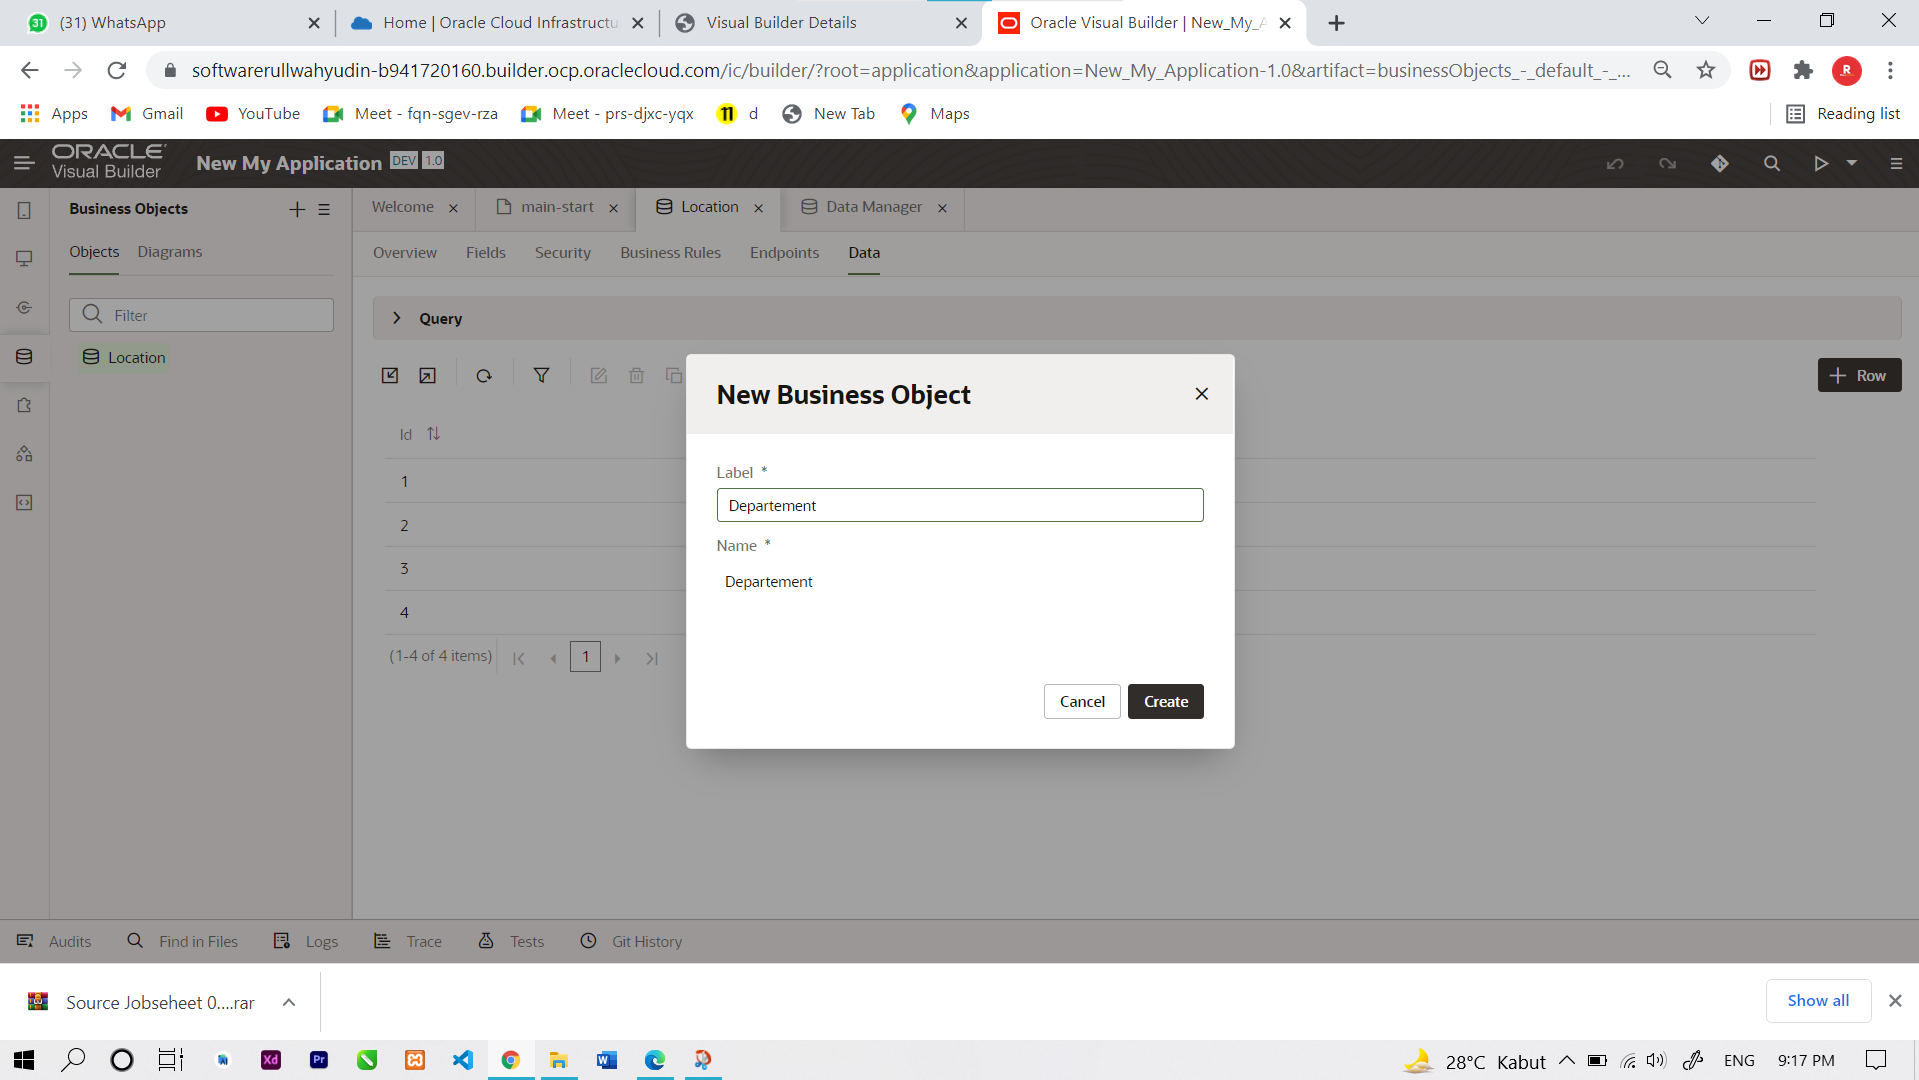 (31) WhatsApp
Home | Oracle Cloud Infrastructu
Visual Builder Details
Oracle Visual Builder | New_My_A
softwarerullwahyudin-b941720160.builder.ocp.oraclecloud.com/ic/builder/?root=application&application=New_My_Application-1.0&artifact=businessObjects_-_default_-_...
Apps
Gmail
YouTube
Meet - fqn-sgev-rza
Meet - prs-djxc-yqx
d
New Tab
Maps
Reading list
ORACLE
Visual Builder
New My Application DEV 1.0
Business Objects
Welcome
main-start
Location
Data Manager
Objects
Diagrams
Overview
Fields
Security
Business Rules
Endpoints
Data
Filter
Query
Location
Row
New Business Object
Id
Label *
Departement
Name *
Departement
1
2
3
4
(1-4 of 4 items)
1
Cancel
Create
Audits
Find in Files
Logs
Trace
Tests
Git History
Source Jobseheet 0....rar
Show all
28°C Kabut
ENG
9:17 PM